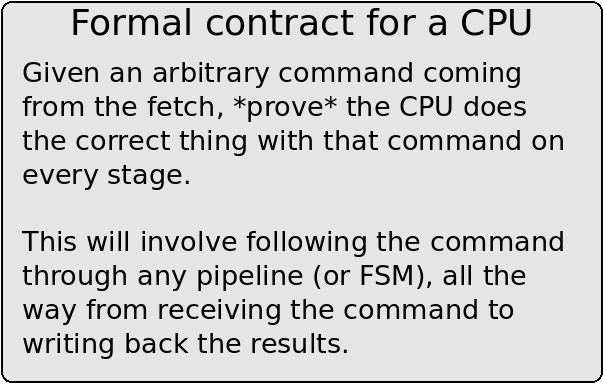 Formal contract for a CPU
Given an arbitrary command coming
from the fetch, *prove* the CPU does
the correct thing with that command on
every stage.
This will involve following the command
through any pipeline (or FSM), all the
way from receiving the command to
writing back the results.